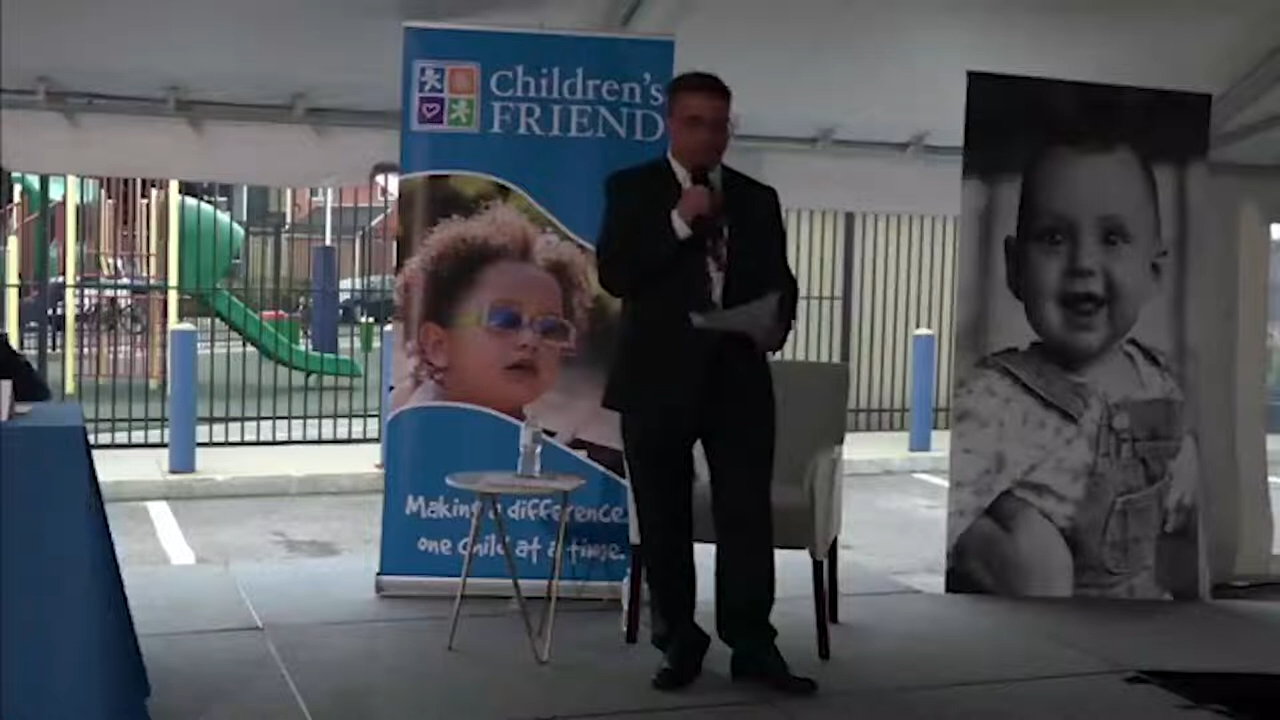 Children's
FRIEND
Making a difference,
one child at a time.